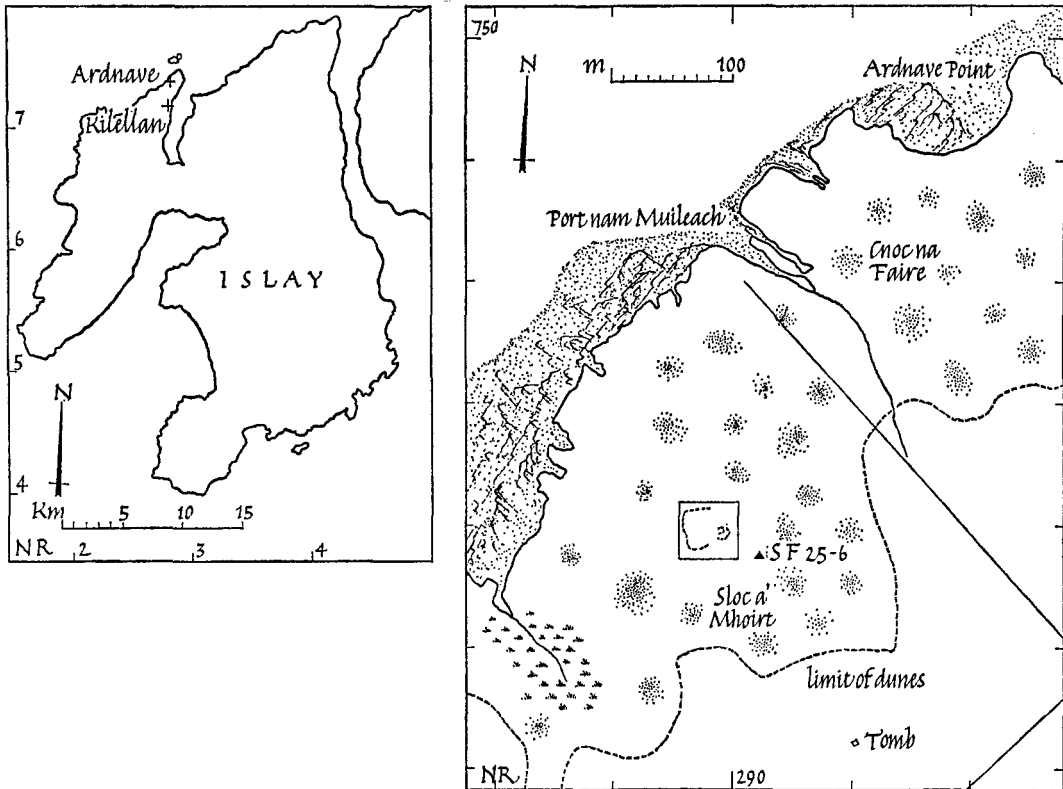 Ardnave
Kilellan
7
6
ISLAY
5
N
4
Km 5 10 15
NR 2 3 4
750
N
m 100
Ardnave Point
Port nam Muileach
Cnoc na
Faire
SF 25-6
Sloc a'
Mhoirt
limit of dunes
Tomb
NR 290